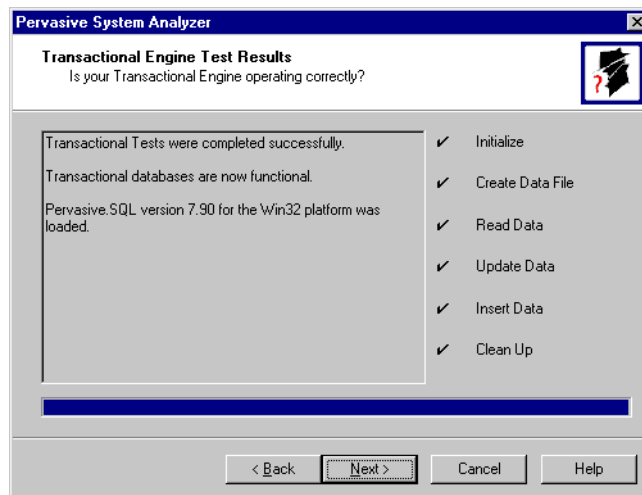 Pervasive System Analyzer
Transactional Engine Test Results
Is your Transactional Engine operating correctly?
?
Transactional Tests were completed successfully.
Transactional databases are now functional.
Pervasive.SQL version 7.90 for the Win32 platform was
loaded.
✔ Initialize
✔ Create Data File
✔ Read Data
✔ Update Data
✔ Insert Data
✔ Clean Up
< Back
Next >
Cancel
Help